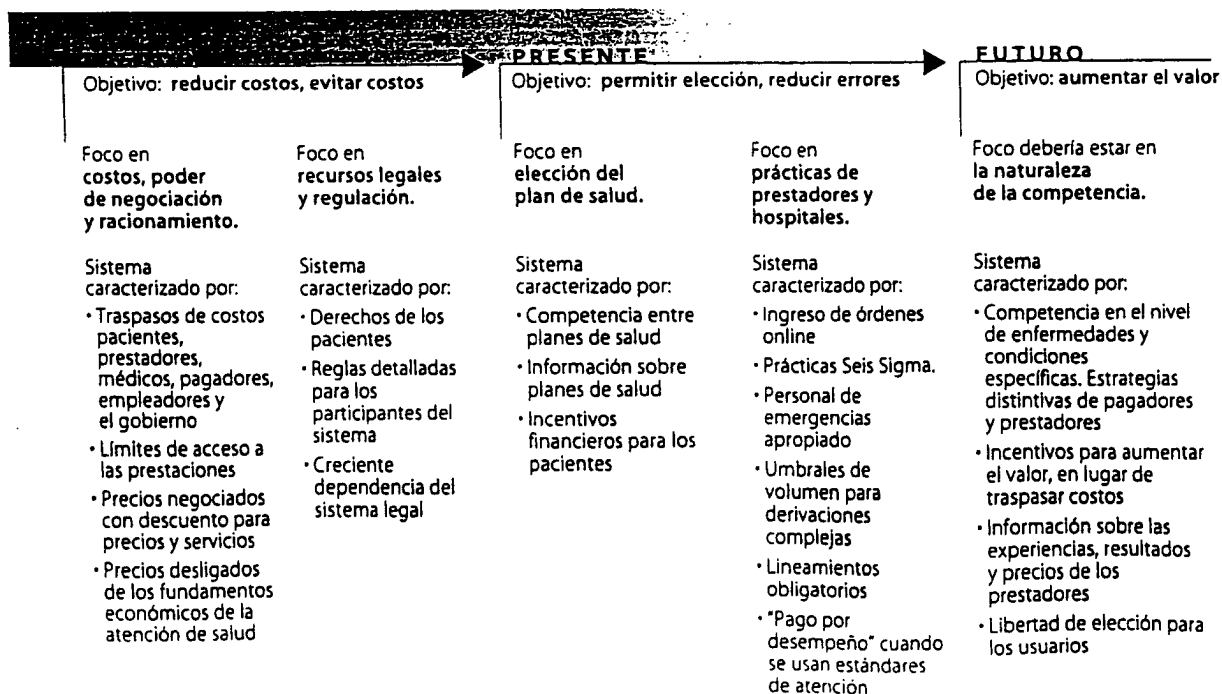 PRESENTE
FUTURO
Objetivo: reducir costos, evitar costos
Objetivo: permitir elección, reducir errores
Objetivo: aumentar el valor
Foco en
costos, poder
de negociación
y racionamiento.
Sistema
caracterizado por:
• Traspasos de costos
pacientes,
prestadores,
médicos, pagadores,
empleadores y
el gobierno
• Límites de acceso a
las prestaciones
• Precios negociados
con descuento para
precios y servicios
• Precios desligados
de los fundamentos
económicos de la
atención de salud
Foco en
recursos legales
y regulación.
Sistema
caracterizado por:
• Derechos de los
pacientes
• Reglas detalladas
para los
participantes del
sistema
• Creciente
dependencia del
sistema legal
Foco en
elección del
plan de salud.
Sistema
caracterizado por:
• Competencia entre
planes de salud
• Información sobre
planes de salud
• Incentivos
financieros para los
pacientes
Foco en
prácticas de
prestadores y
hospitales.
Sistema
caracterizado por:
• Ingreso de órdenes
online
• Prácticas Seis Sigma.
• Personal de
emergencias
apropiado
• Umbrales de
volumen para
derivaciones
complejas
• Lineamientos
obligatorios
• "Pago por
desempeño" cuando
se usan estándares
de atención
Foco debería estar en
la naturaleza
de la competencia.
Sistema
caracterizado por:
• Competencia en el nivel
de enfermedades y
condiciones
específicas. Estrategias
distintivas de pagadores
y prestadores
• Incentivos para aumentar
el valor, en lugar de
traspasar costos
• Información sobre las
experiencias, resultados
y precios de los
prestadores
• Libertad de elección para
los usuarios